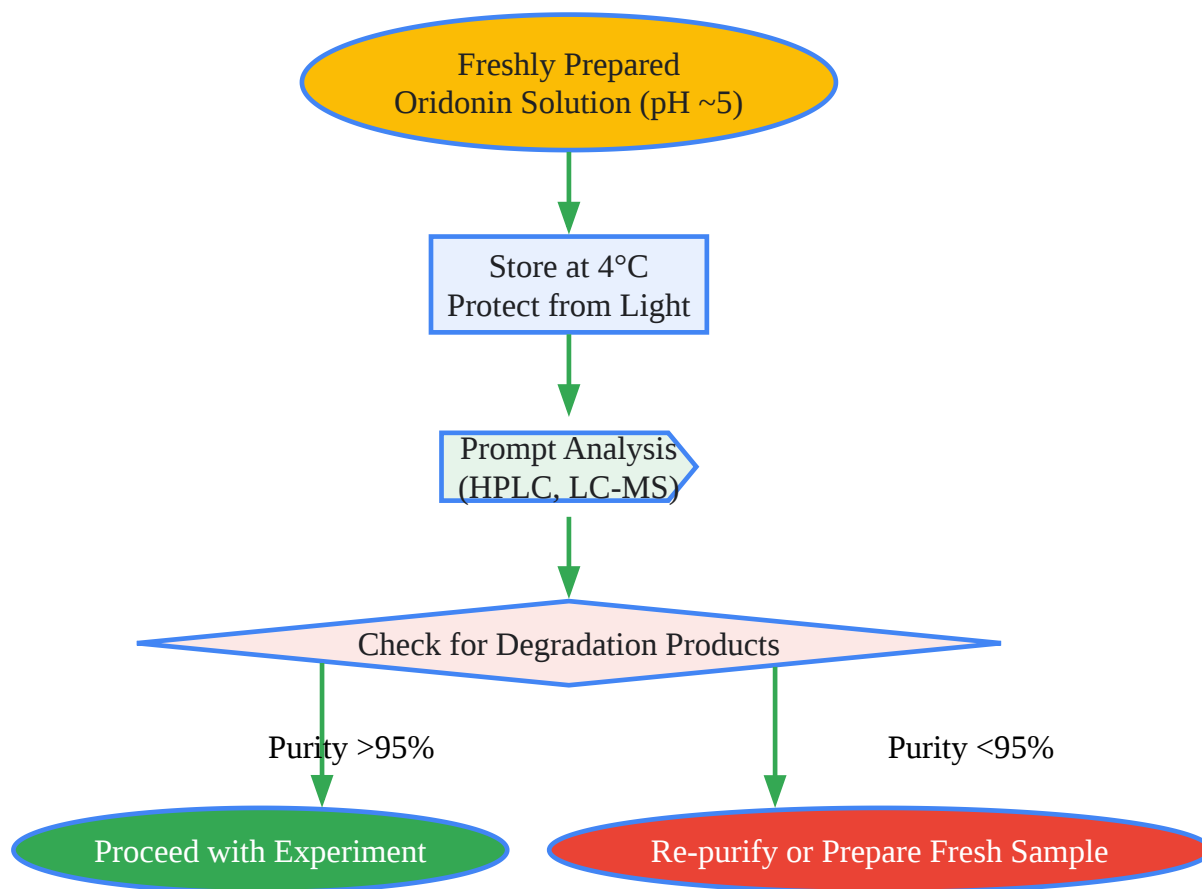 Freshly Prepared
Oridonin Solution (pH ~5)
Store at 4°C
Protect from Light
Prompt Analysis
(HPLC, LC-MS)
Check for Degradation Products
Purity >95%
Purity <95%
Proceed with Experiment
Re-purify or Prepare Fresh Sample